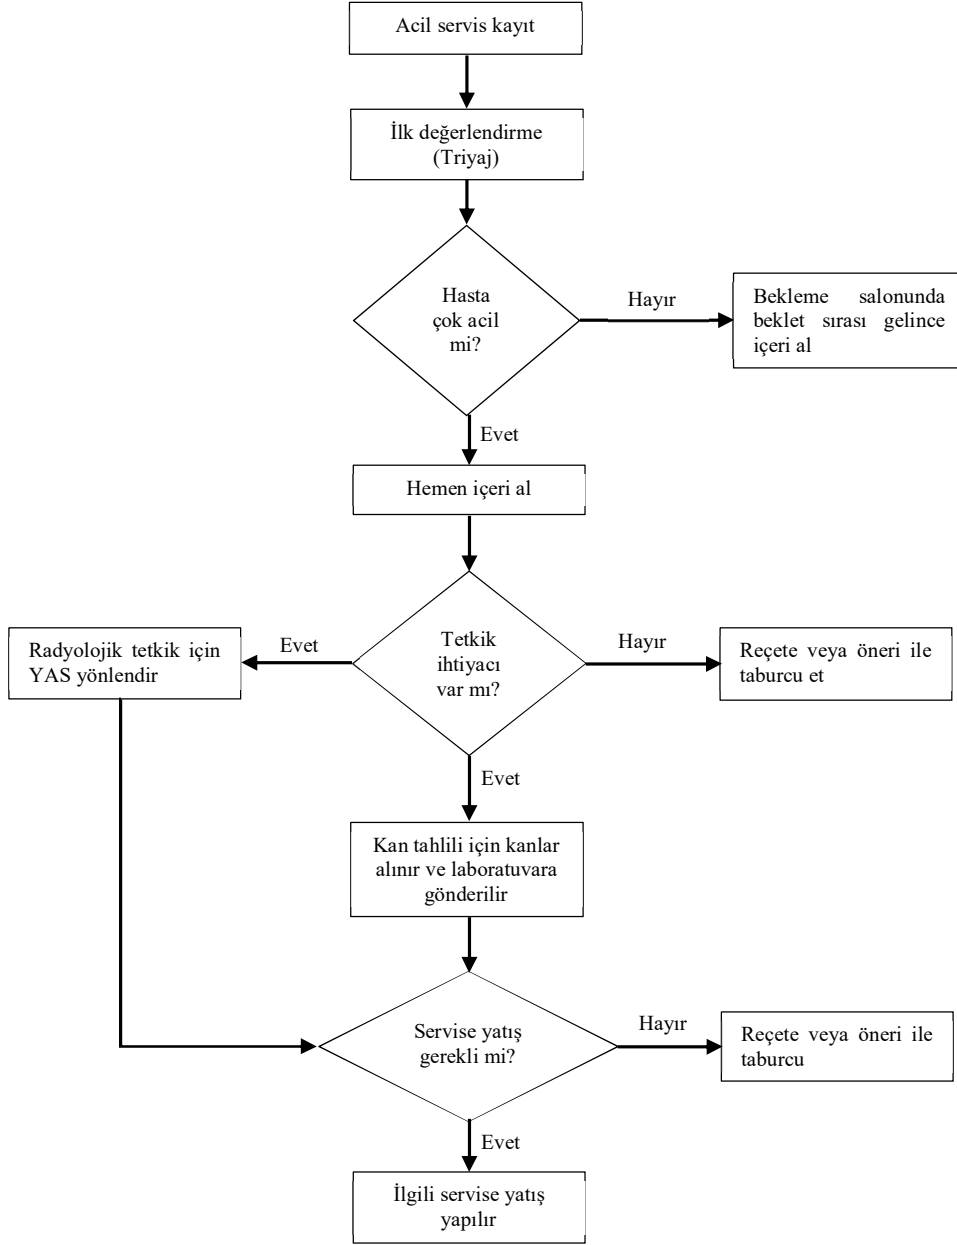 Acil servis kayıt
İlk değerlendirme
(Triyaj)
Hasta
çok acil
mi?
Hayır
Bekleme salonunda
beklet sırası gelince
içeri al
Evet
Hemen içeri al
Radyolojik tetkik için
YAS yönlendir
Evet
Tetkik
ihtiyacı
var mı?
Hayır
Reçete veya öneri ile
taburcu et
Evet
Kan tahlili için kanlar
alınır ve laboratuvara
gönderilir
Servise yatış
gerekli mi?
Hayır
Reçete veya öneri ile
taburcu
Evet
İlgili servise yatış
yapılır